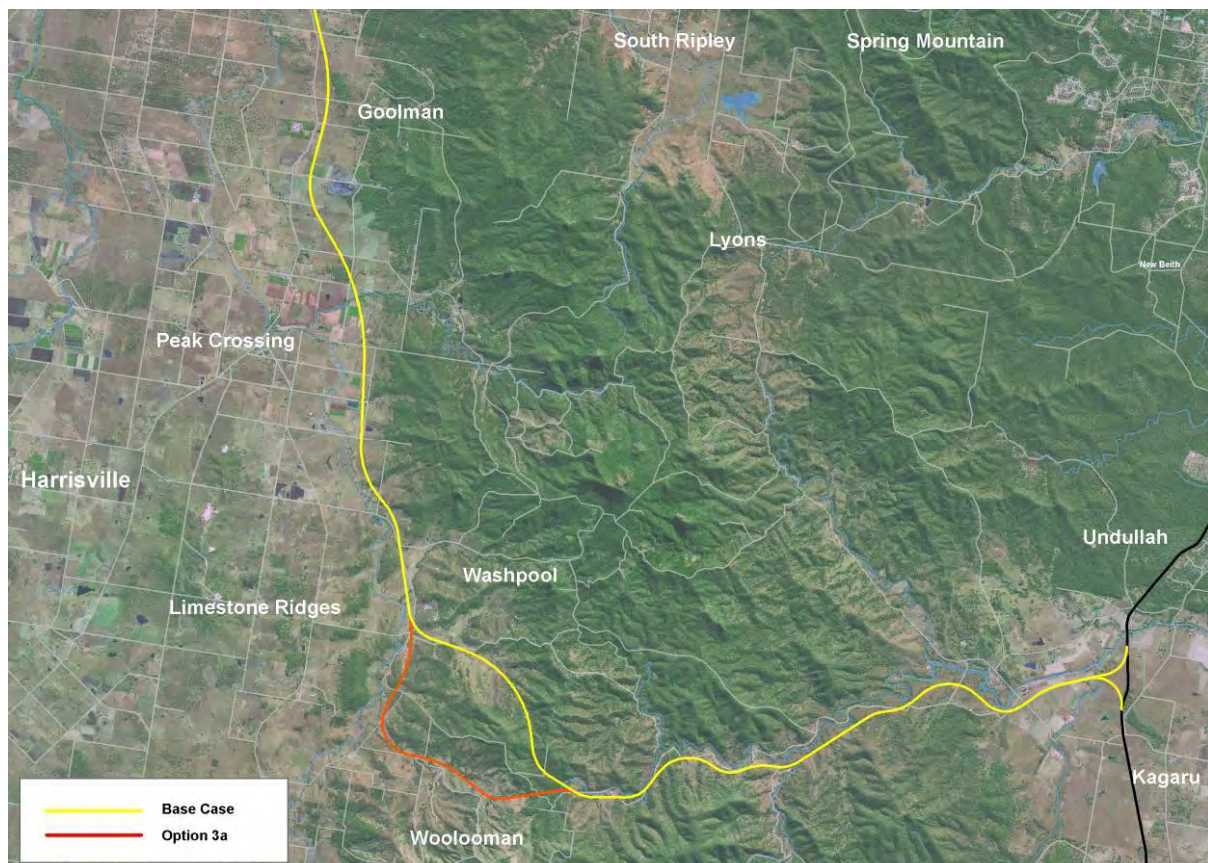 South Ripley
Spring Mountain
Goolman
Lyons
New Beith
Peak Crossing
Harrisville
Undullah
Washpool
Limestone Ridges
Kagaru
Base Case
Option 3a
Woolooman